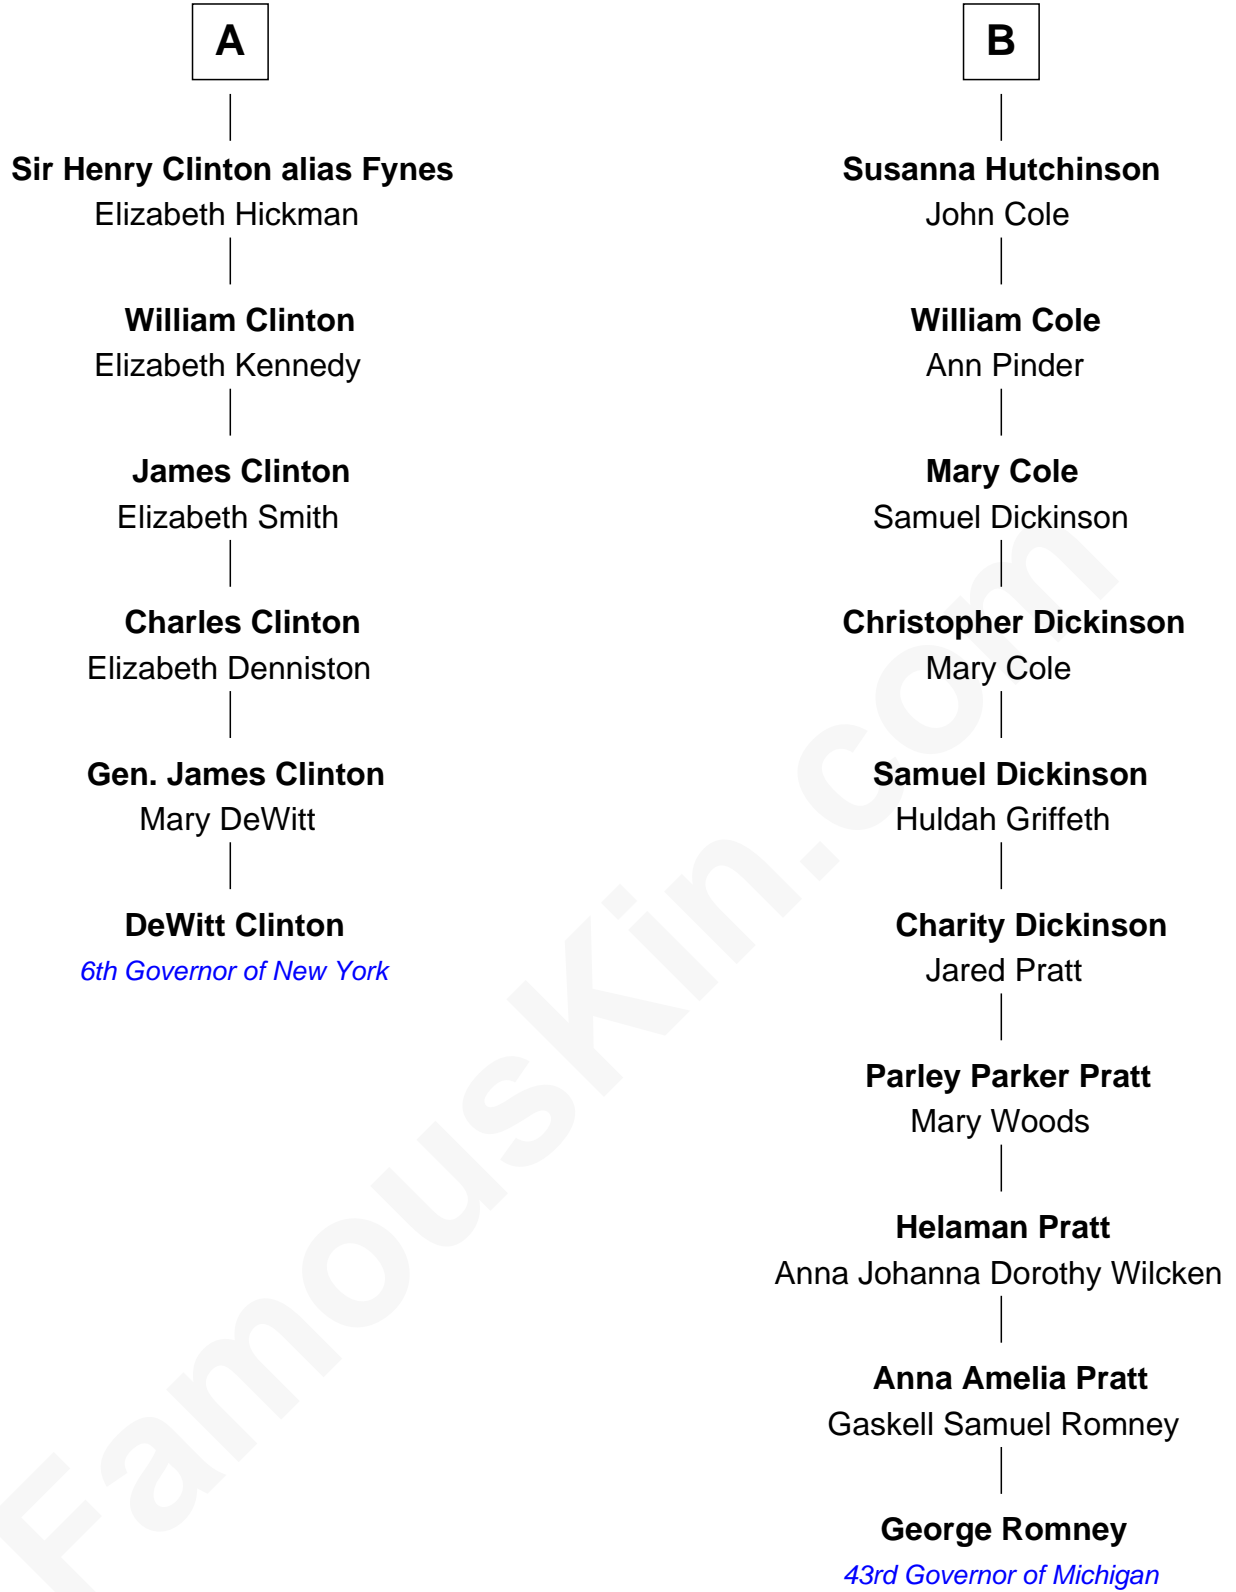 A
Sir Henry Clinton alias Fynes
Elizabeth Hickman
William Clinton
Elizabeth Kennedy
James Clinton
Elizabeth Smith
Charles Clinton
Elizabeth Denniston
Gen. James Clinton
Mary DeWitt
DeWitt Clinton
6th Governor of New York
B
Susanna Hutchinson
John Cole
William Cole
Ann Pinder
Mary Cole
Samuel Dickinson
Christopher Dickinson
Mary Cole
Samuel Dickinson
Huldah Griffeth
Charity Dickinson
Jared Pratt
Parley Parker Pratt
Mary Woods
Helaman Pratt
Anna Johanna Dorothy Wilcken
Anna Amelia Pratt
Gaskell Samuel Romney
George Romney
43rd Governor of Michigan
FamousKin.com